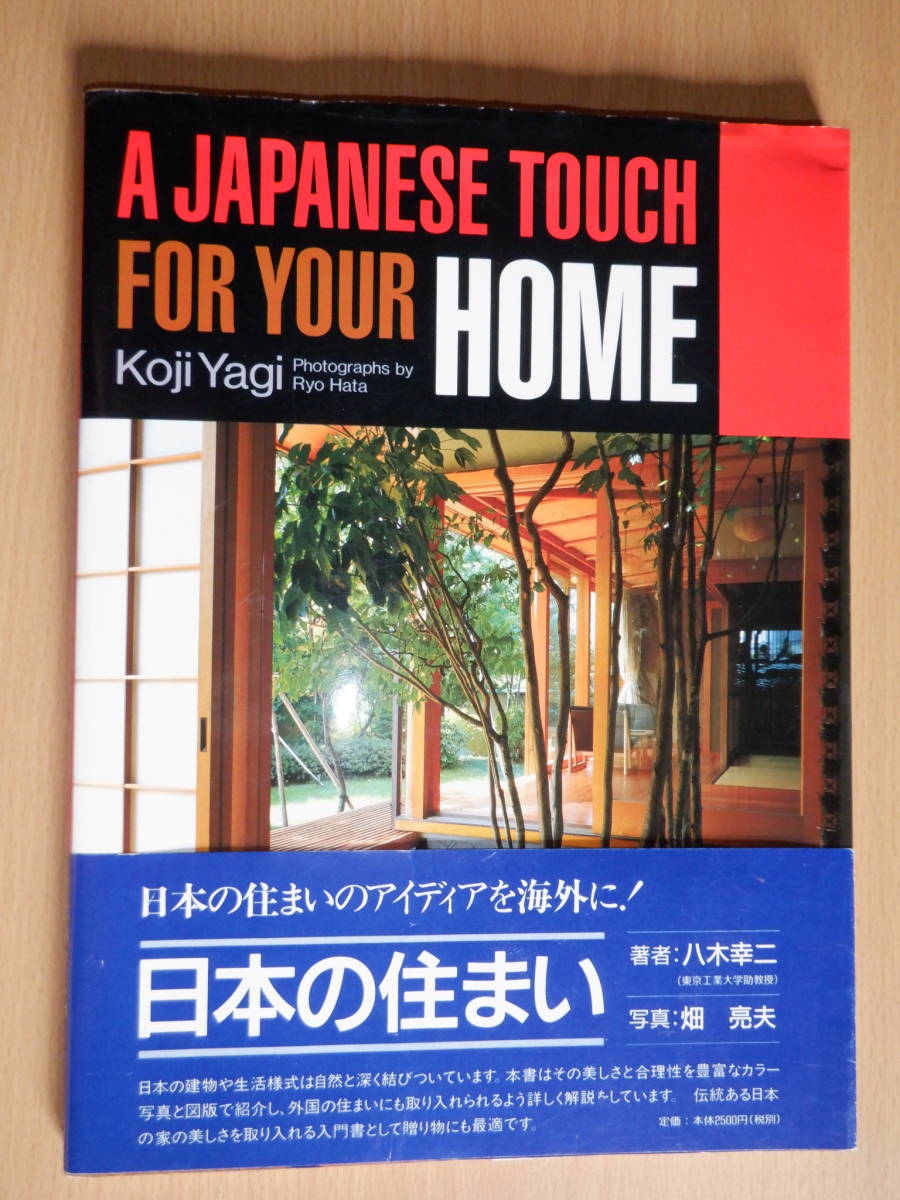 A JAPANESE TOUCH
FOR YOUR HOME
Koji Yagi
Photographs by
Ryo Hata
日本の住まいのアイディアを海外に!
日本の住まい
著者:八木幸二
(東京工業大学助教授)
写真:畑 亮夫
日本の建物や生活様式は自然と深く結びついています。本書はその美しさと合理性を豊富なカラー
写真と図版で紹介し、外国の住まいにも取り入れられるよう詳しく解説をしています。 伝統ある日本
の家の美しさを取り入れる入門書として贈り物にも最適です。
定価:本体2500円(税別)